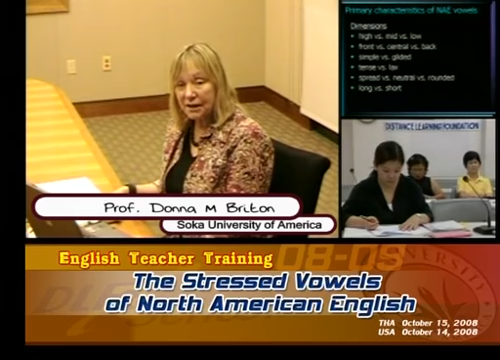 Primary characteristics of NAE vowels
Dimensions
• high vs. mid vs. low
• front vs. central vs. back
• simple vs. glided
• tense vs. lax
• spread vs. neutral vs. rounded
• long vs. short
DISTANCE LEARNING FOUNDATION
Prof. Donna M Briton
Soka University of America
English Teacher Training
The Stressed Vowels
of North American English
THA October 15, 2008
USA October 14, 2008